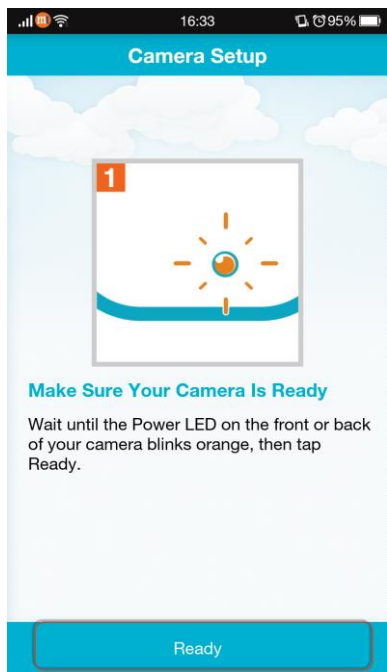 16:33
95%
Camera Setup
1
Make Sure Your Camera Is Ready
Wait until the Power LED on the front or back
of your camera blinks orange, then tap
Ready.
Ready